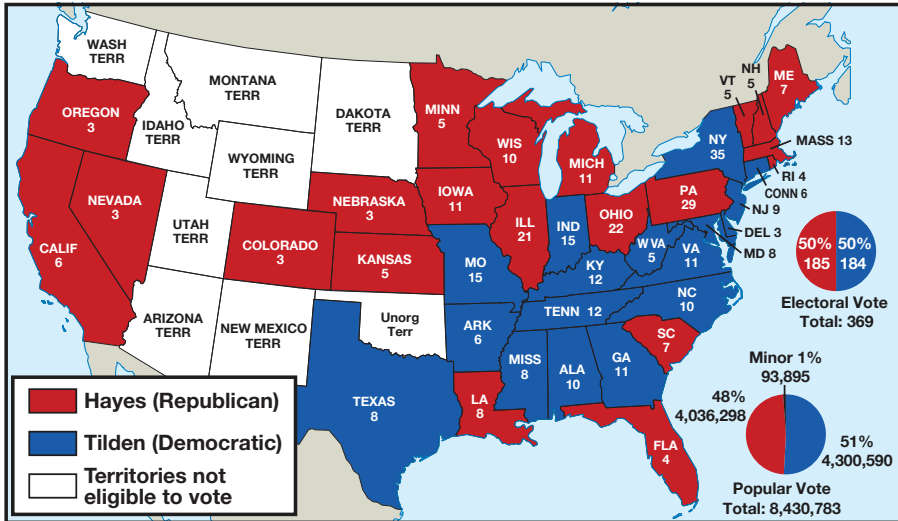 WASH
TERR
MONTANA
TERR
DAKOTA
TERR
MINN
5
VT
5
NH
5
ME
7
OREGON
3
IDAHO
TERR
WYOMING
TERR
WIS
10
MICH
11
NY
35
MASS 13
RI 4
CONN 6
NEVADA
3
NEBRASKA
3
IOWA
11
PA
29
NJ 9
CALIF
6
UTAH
TERR
COLORADO
3
KANSAS
5
ILL
21
IND
15
OHIO
22
DEL 3
MD 8
MO
15
W VA
5
VA
11
KY
12
50%
185
50%
184
Electoral Vote
Total: 369
ARIZONA
TERR
NEW MEXICO
TERR
Unorg
Terr
ARK
6
TENN 12
NC
10
SC
7
MISS
8
ALA
10
GA
11
TEXAS
8
LA
8
FLA
4
Hayes (Republican)
Tilden (Democratic)
Territories not
eligible to vote
Minor 1%
93,895
48%
4,036,298
51%
4,300,590
Popular Vote
Total: 8,430,783